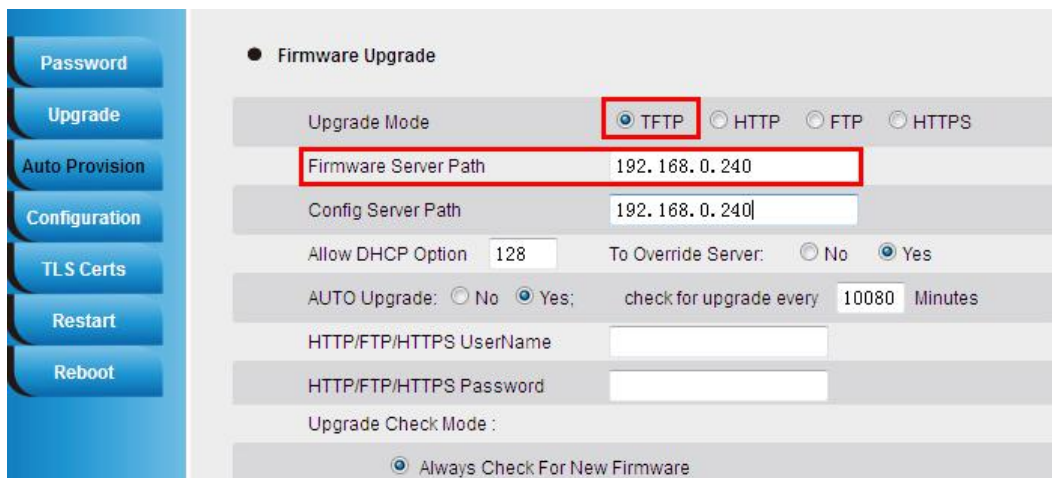 Password
Upgrade
Auto Provision
Configuration
TLS Certs
Restart
Reboot
Firmware Upgrade
Upgrade Mode TFTP HTTP FTP HTTPS
Firmware Server Path 192.168.0.240
Config Server Path 192.168.0.240
Allow DHCP Option 128 To Override Server: No Yes
AUTO Upgrade: No Yes; check for upgrade every 10080 Minutes
HTTP/FTP/HTTPS UserName
HTTP/FTP/HTTPS Password
Upgrade Check Mode :
Always Check For New Firmware